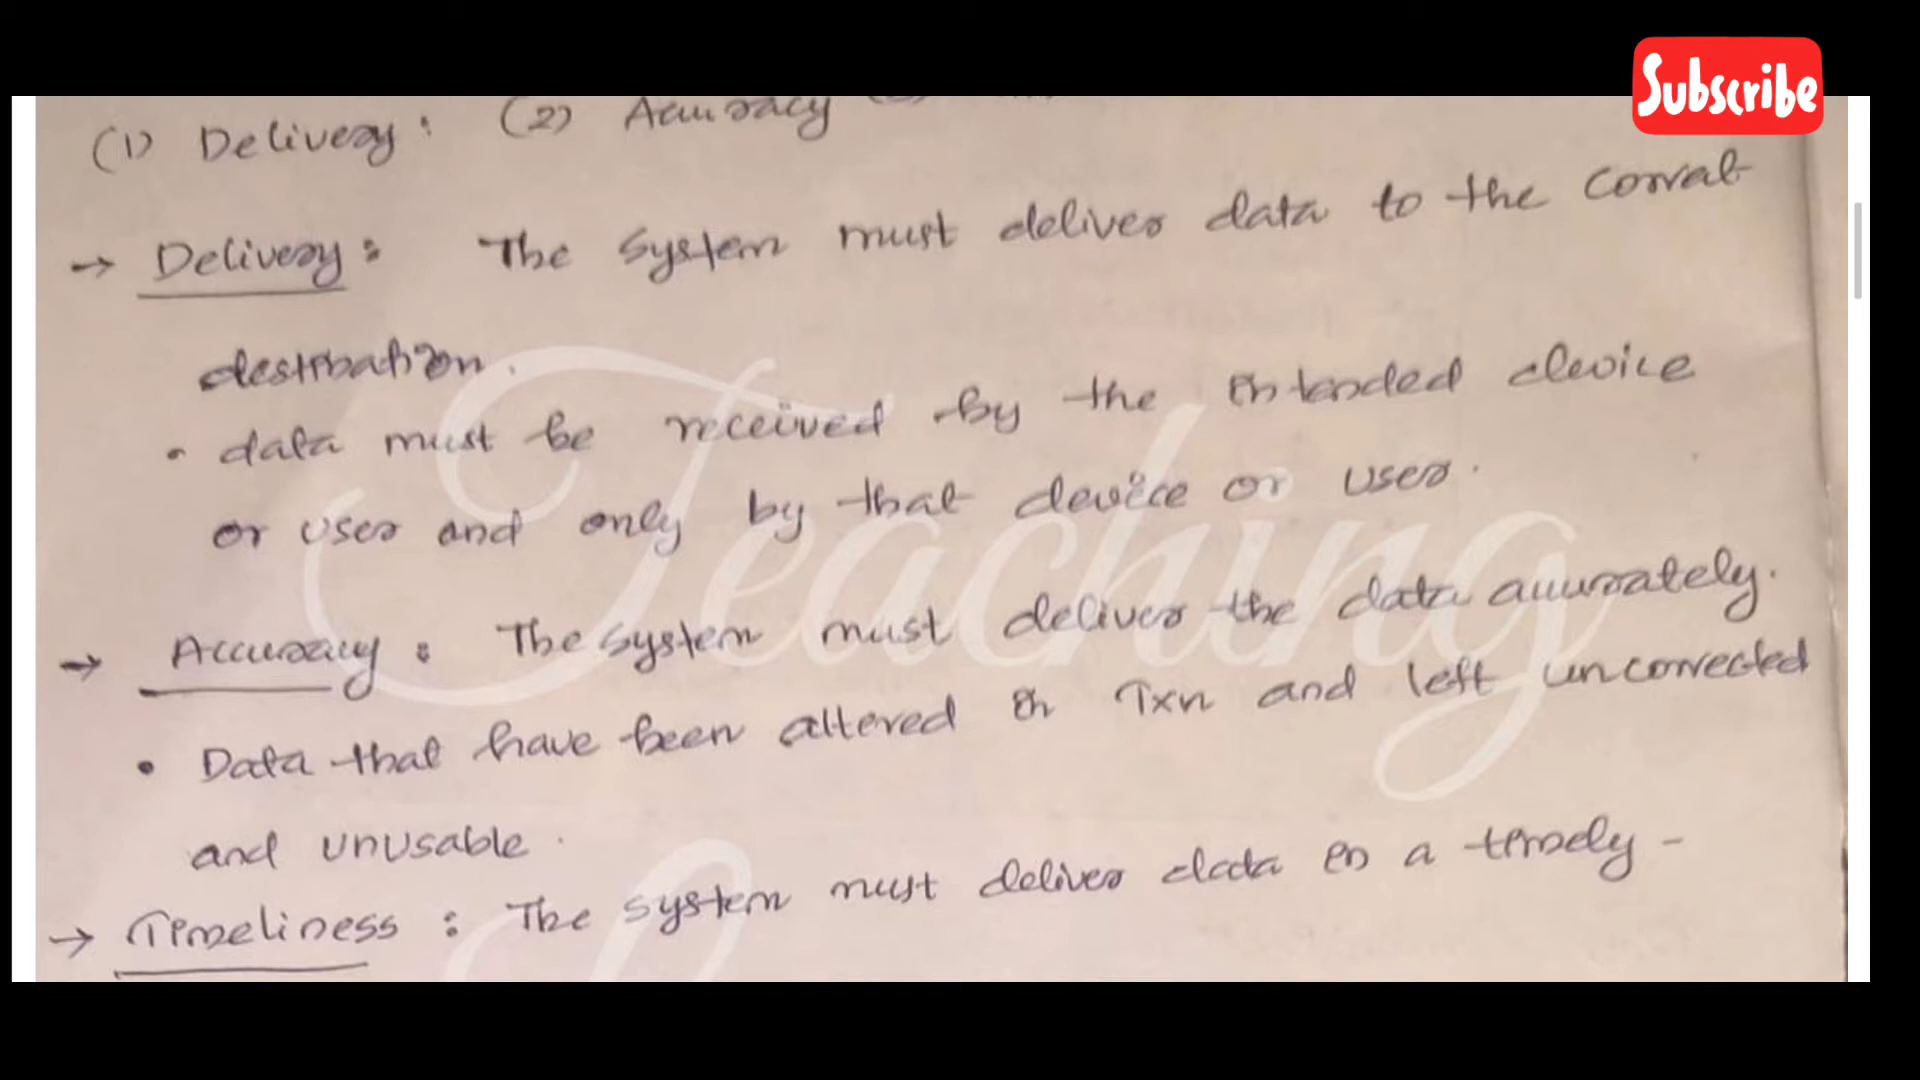 Subscribe
(1) Delivery: (2) Accuracy
→ Delivery: The System must deliver data to the correct
destination.
• data must be received by the intended device
or user and only by that device or user.
→ Accuracy: The system must deliver the data accurately.
• Data that have been altered in Txn and left uncorrected
and unusable.
→ Timeliness: The system must deliver data in a timely -
Teaching